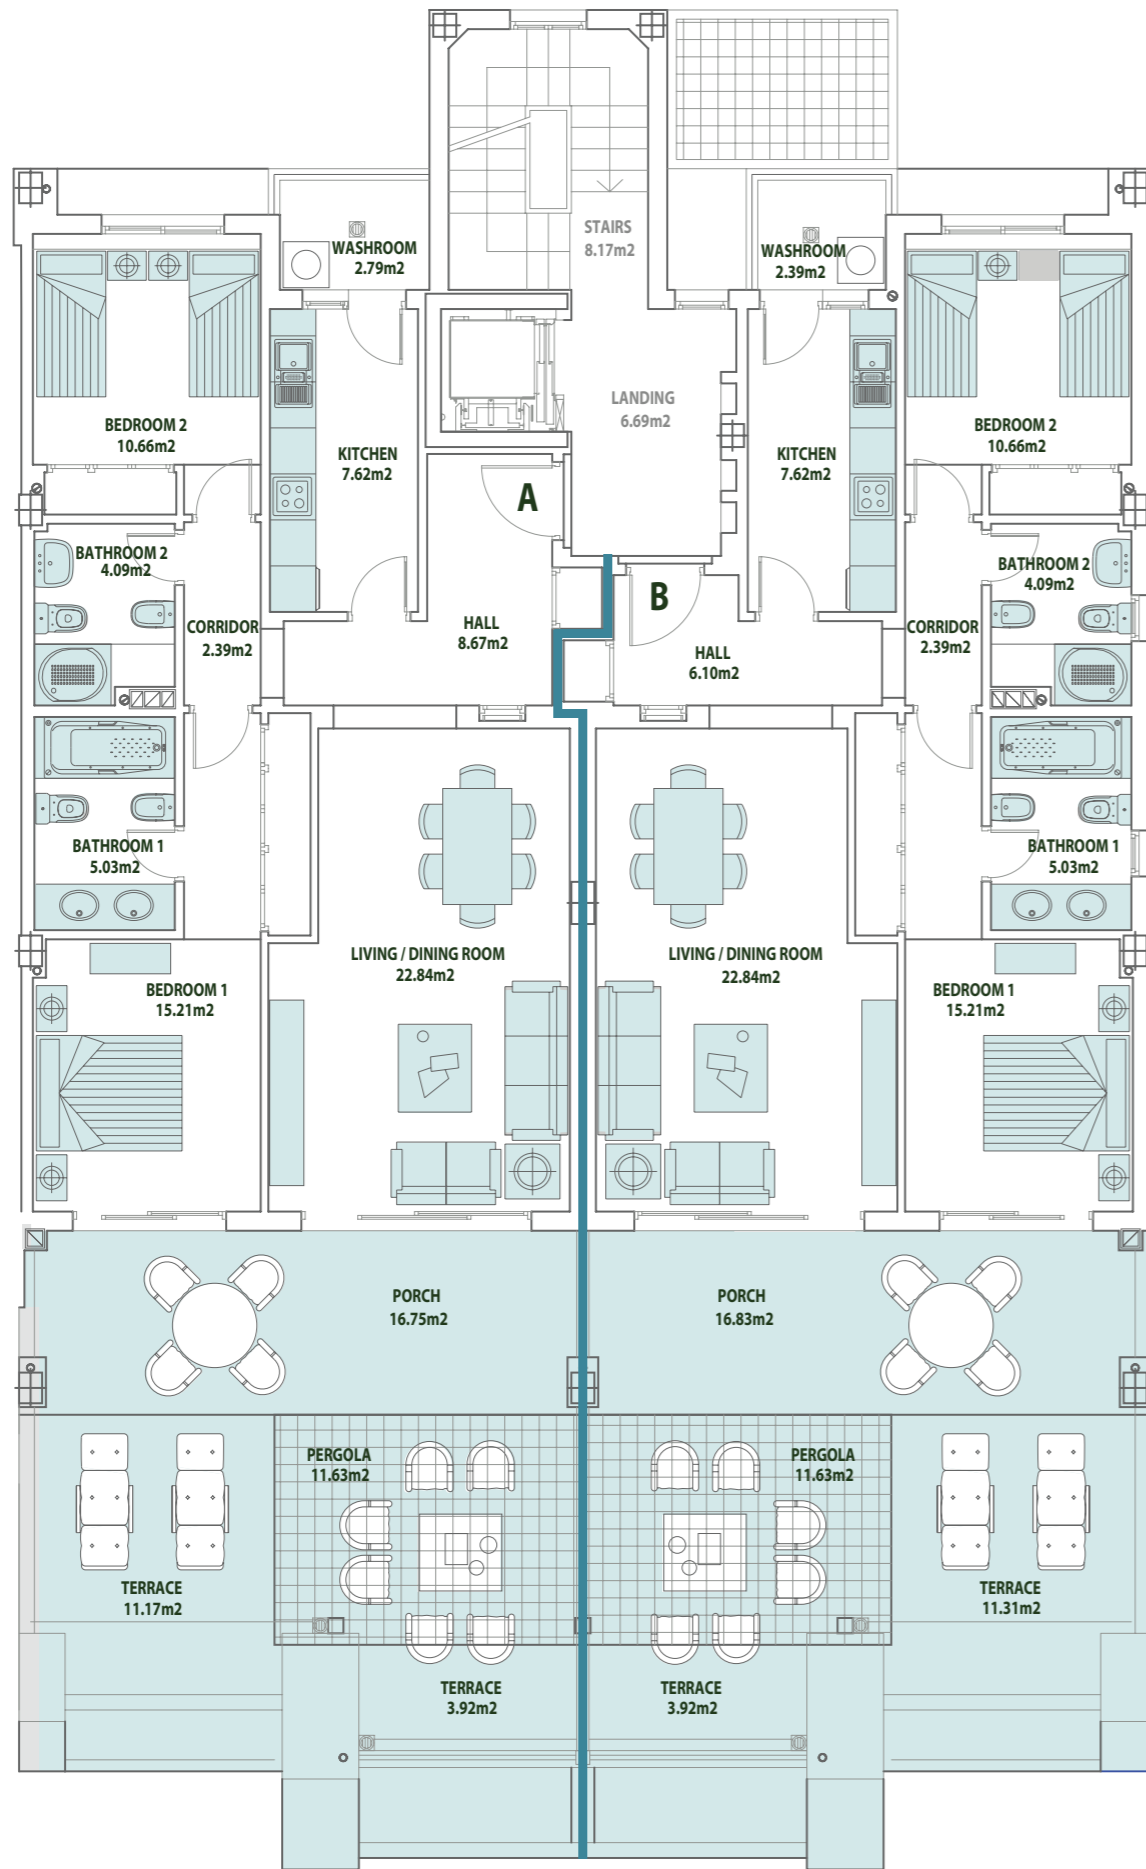 STAIRS
8.17m2
WASHROOM
2.79m2
WASHROOM
2.39m2
LANDING
6.69m2
BEDROOM 2
10.66m2
KITCHEN
7.62m2
KITCHEN
7.62m2
BEDROOM 2
10.66m2
A
BATHROOM 2
4.09m2
B
BATHROOM 2
4.09m2
CORRIDOR
2.39m2
HALL
8.67m2
HALL
6.10m2
CORRIDOR
2.39m2
BATHROOM 1
5.03m2
BATHROOM 1
5.03m2
LIVING / DINING ROOM
22.84m2
LIVING / DINING ROOM
22.84m2
BEDROOM 1
15.21m2
BEDROOM 1
15.21m2
PORCH
16.75m2
PORCH
16.83m2
PERGOLA
11.63m2
PERGOLA
11.63m2
TERRACE
11.17m2
TERRACE
11.31m2
TERRACE
3.92m2
TERRACE
3.92m2